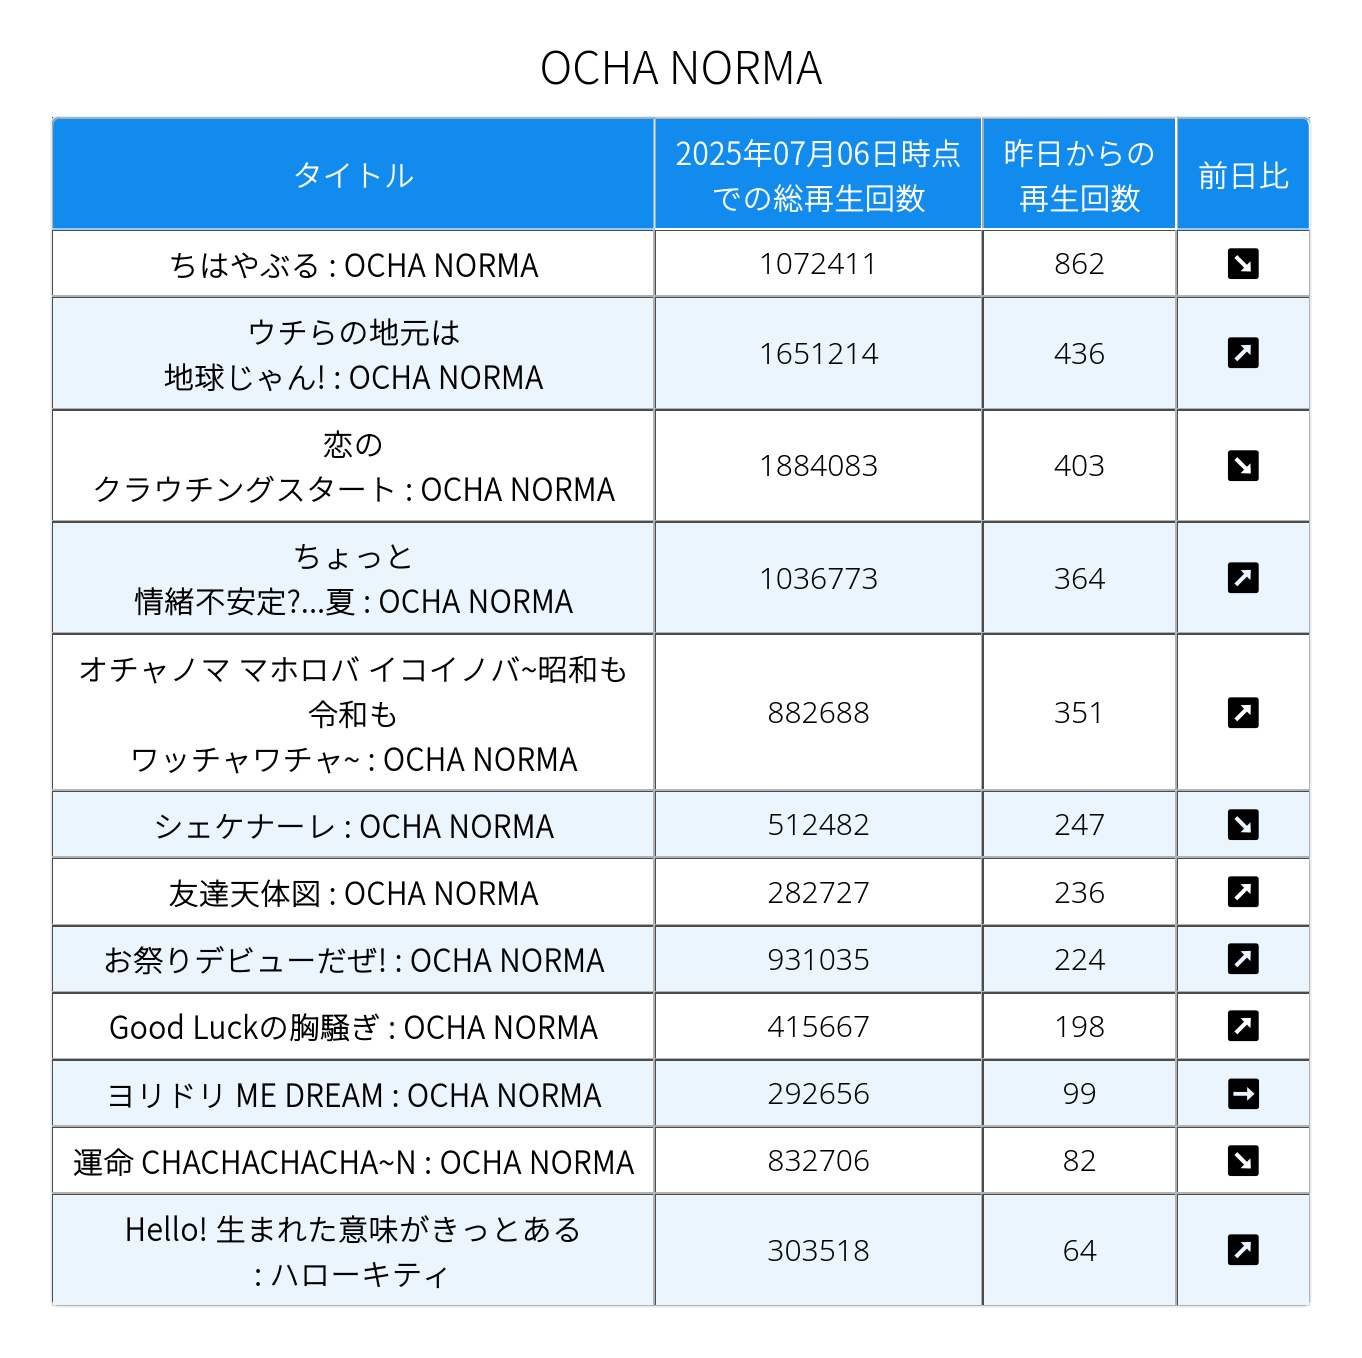 OCHA NORMA
タイトル
2025年07月06日時点
での総再生回数
昨日からの
再生回数
前日比
ちはやぶる : OCHA NORMA
1072411
862
ウチらの地元は
地球じゃん! : OCHA NORMA
1651214
436
恋の
クラウチングスタート : OCHA NORMA
1884083
403
ちょっと
情緒不安定?...夏 : OCHA NORMA
1036773
364
オチャノマ マホロバ イコイノバ~昭和も
令和も
ワッチャワチャ~ : OCHA NORMA
882688
351
シェケナーレ : OCHA NORMA
512482
247
友達天体図 : OCHA NORMA
282727
236
お祭りデビューだぜ! : OCHA NORMA
931035
224
Good Luckの胸騒ぎ : OCHA NORMA
415667
198
ヨリドリ ME DREAM : OCHA NORMA
292656
99
運命 CHACHACHACHA~N : OCHA NORMA
832706
82
Hello! 生まれた意味がきっとある
: ハローキティ
303518
64